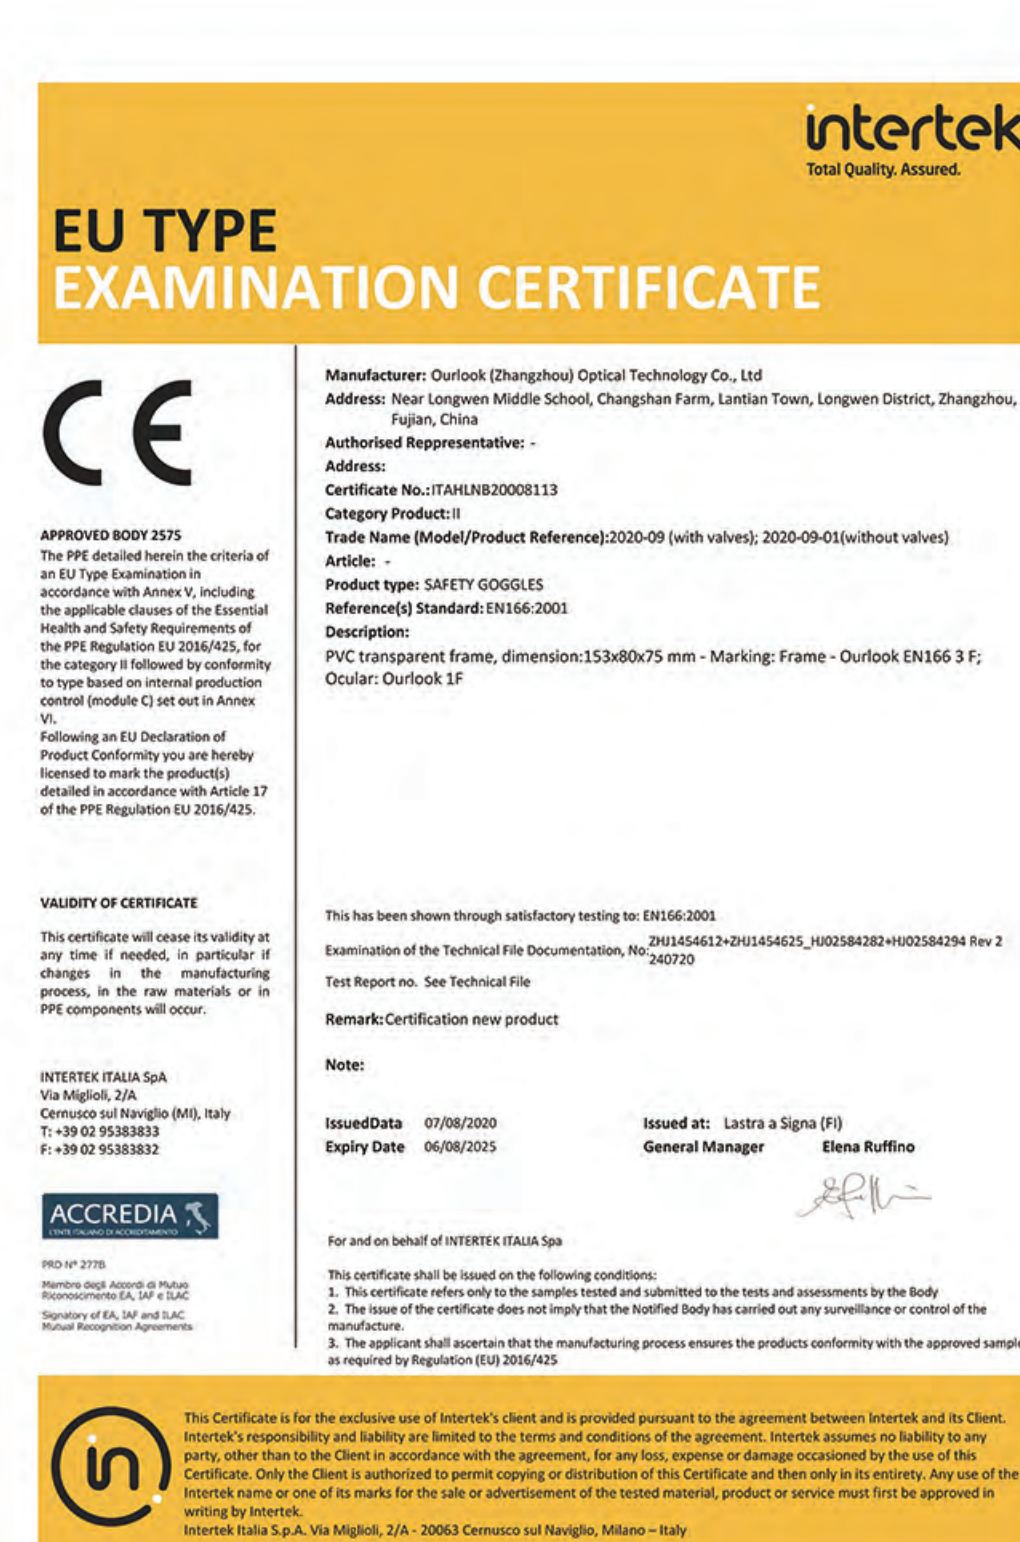 intertek
Total Quality. Assured.
EU TYPE
EXAMINATION CERTIFICATE
CE
APPROVED BODY 2575
The PPE detailed herein the criteria of
an EU Type Examination in
accordance with Annex V, including
the applicable clauses of the Essential
Health and Safety Requirements of
the PPE Regulation EU 2016/425, for
the category II followed by conformity
to type based on internal production
control (module C) set out in Annex
VI.
Following an EU Declaration of
Product Conformity you are hereby
licensed to mark the product(s)
detailed in accordance with Article 17
of the PPE Regulation EU 2016/425.
VALIDITY OF CERTIFICATE
This certificate will cease its validity at
any time if needed, in particular if
changes in the manufacturing
process, in the raw materials or in
PPE components will occur.
INTERTEK ITALIA SpA
Via Miglioli, 2/A
Cernusco sul Naviglio (MI), Italy
T: +39 02 95383833
F: +39 02 95383832
ACCREDIA
L'ENTE ITALIANO DI ACCREDITAMENTO
PRD N° 277B
Membro degli Accordi di Mutuo
Riconoscimento EA, IAF e ILAC
Signatory of EA, IAF and ILAC
Mutual Recognition Agreements
Manufacturer: Ourlook (Zhangzhou) Optical Technology Co., Ltd
Address: Near Longwen Middle School, Changshan Farm, Lantian Town, Longwen District, Zhangzhou,
Fujian, China
Authorised Reppresentative: -
Address:
Certificate No.:ITAHLNB20008113
Category Product:II
Trade Name (Model/Product Reference):2020-09 (with valves); 2020-09-01(without valves)
Article: -
Product type: SAFETY GOGGLES
Reference(s) Standard:EN166:2001
Description:
PVC transparent frame, dimension:153x80x75 mm - Marking: Frame - Ourlook EN166 3 F;
Ocular: Ourlook 1F
This has been shown through satisfactory testing to: EN166:2001
Examination of the Technical File Documentation, No:ZHJ1454612+ZHJ1454625_HJ02584282+HJ02584294 Rev 2
240720
Test Report no. See Technical File
Remark:Certification new product
Note:
IssuedData 07/08/2020 Issued at: Lastra a Signa (FI)
Expiry Date 06/08/2025 General Manager Elena Ruffino
For and on behalf of INTERTEK ITALIA Spa
This certificate shall be issued on the following conditions:
1. This certificate refers only to the samples tested and submitted to the tests and assessments by the Body
2. The issue of the certificate does not imply that the Notified Body has carried out any surveillance or control of the
manufacture.
3. The applicant shall ascertain that the manufacturing process ensures the products conformity with the approved sample
as required by Regulation (EU) 2016/425
in
This Certificate is for the exclusive use of Intertek's client and is provided pursuant to the agreement between Intertek and its Client.
Intertek's responsibility and liability are limited to the terms and conditions of the agreement. Intertek assumes no liability to any
party, other than to the Client in accordance with the agreement, for any loss, expense or damage occasioned by the use of this
Certificate. Only the Client is authorized to permit copying or distribution of this Certificate and then only in its entirety. Any use of the
Intertek name or one of its marks for the sale or advertisement of the tested material, product or service must first be approved in
writing by Intertek.
Intertek Italia S.p.A. Via Miglioli, 2/A - 20063 Cernusco sul Naviglio, Milano – Italy